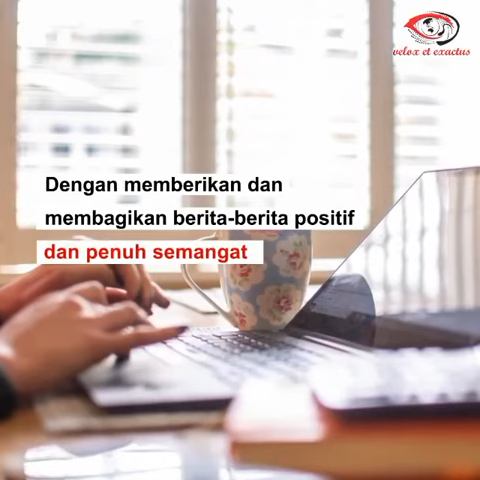 velox et exactus
Dengan memberikan dan
membagikan berita-berita positif
dan penuh semangat